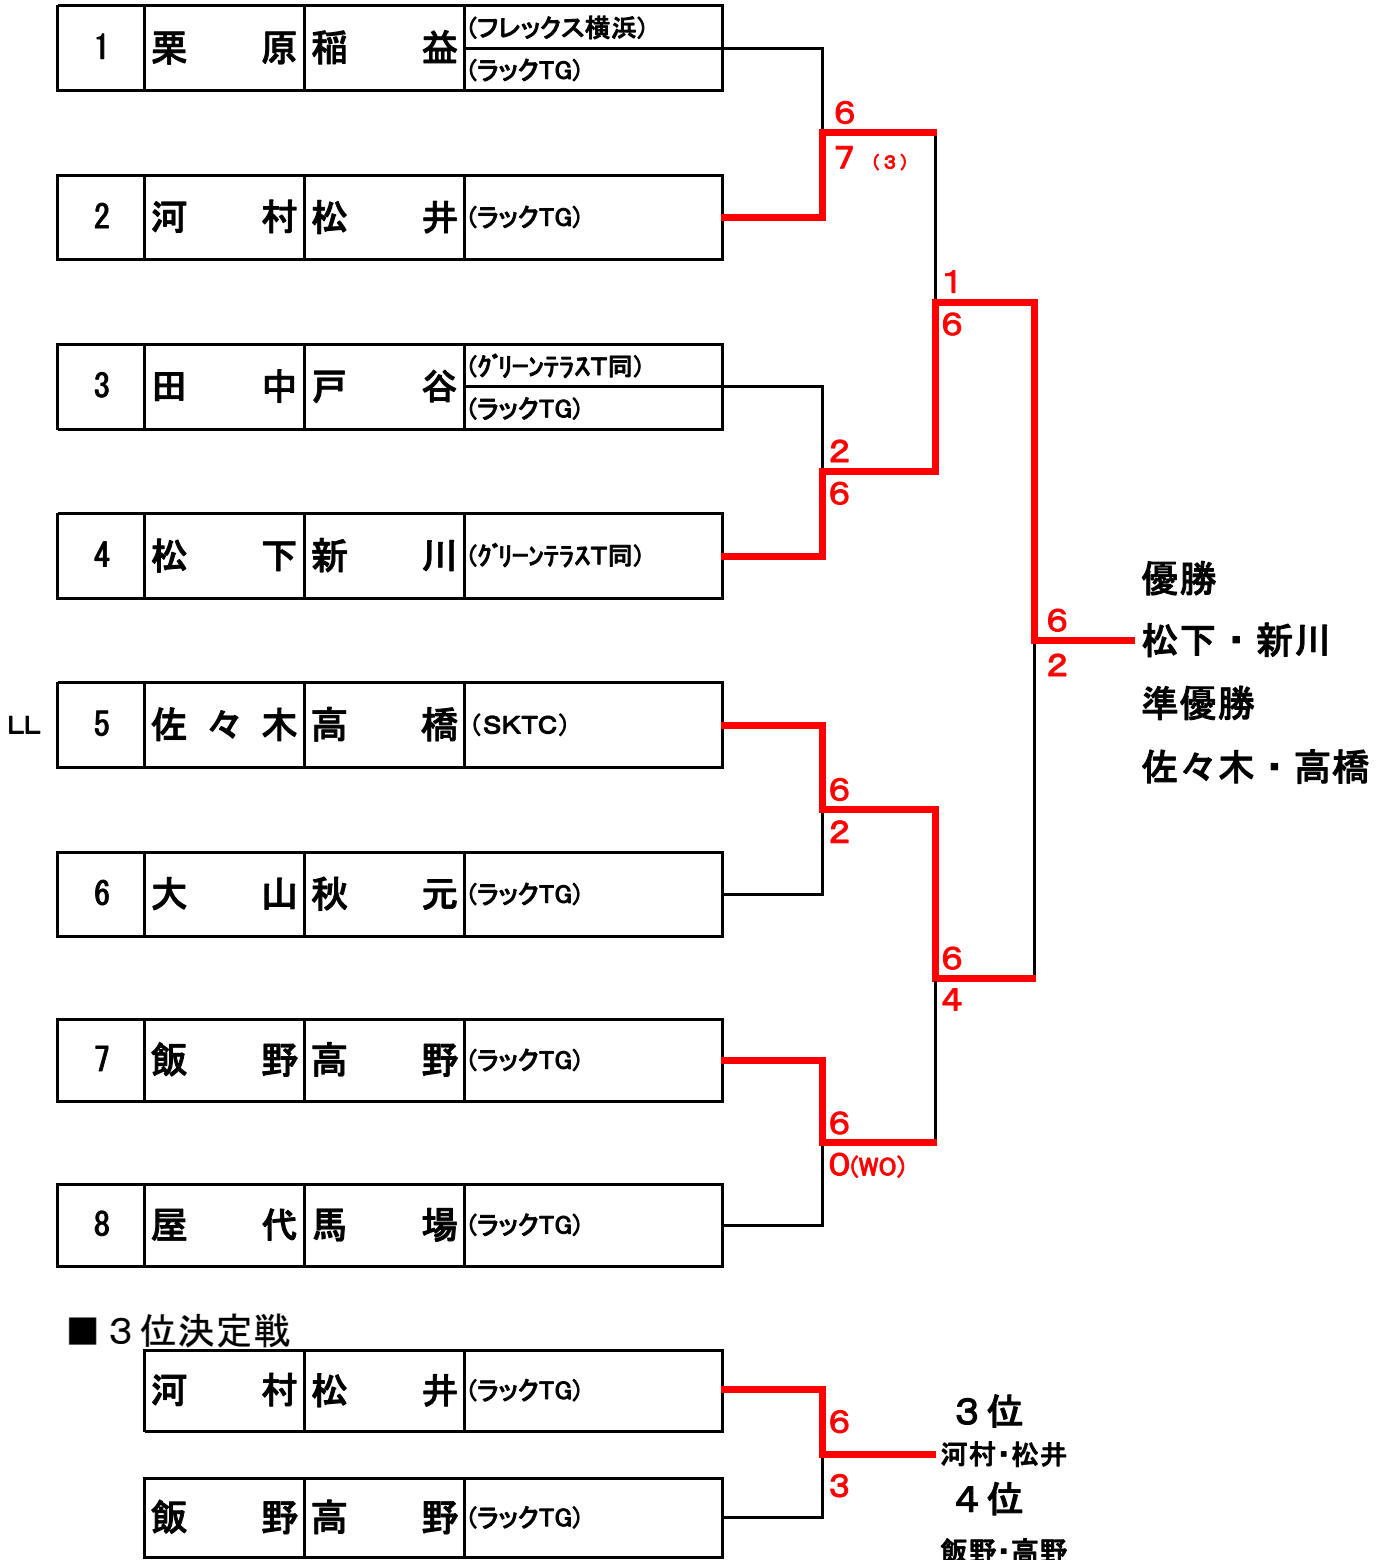 1 栗原 稲益 (フレックス横浜)
(ラックTG)
6
7 (3)
2 河村 松井 (ラックTG)
1
6
3 田中 戸谷 (グリーンテラスT同)
(ラックTG)
2
6
4 松下 新川 (グリーンテラスT同)
優勝
6
松下・新川
2
準優勝
LL 5 佐々木 高橋 (SKTC)
佐々木・高橋
6
2
6 大山 秋元 (ラックTG)
6
4
7 飯野 高野 (ラックTG)
6
0(WO)
8 屋代 馬場 (ラックTG)
■3位決定戦
河村 松井 (ラックTG)
3位
6
河村・松井
3
4位
飯野 高野 (ラックTG)
飯野・高野